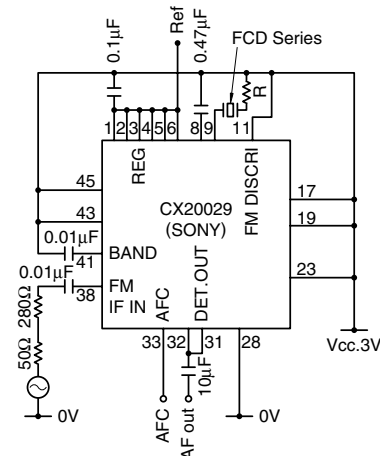 0.1μF
Ref
0.47μF
FCD Series
R
1 2 3 4 5 6 8 9 11
REG
FM DISCRI
CX20029
(SONY)
45
43
0.01μF
41
BAND
0.01μF
38
FM
IF IN
280Ω
50Ω
AFC
DET.OUT
17
19
23
33 32 31 28
10μF
Vcc.3V
0V
0V
AFC
AF out